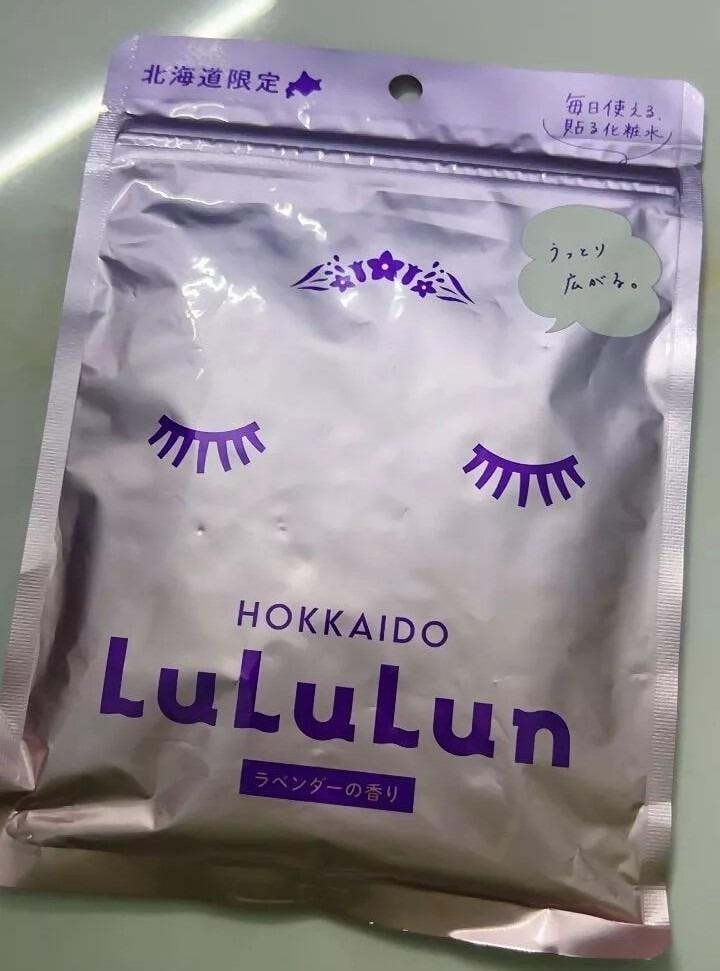 北海道限定
毎日使える、
貼る化粧水
うっとり
広がる。
HOKKAIDO
LuLuLun
ラベンダーの香り